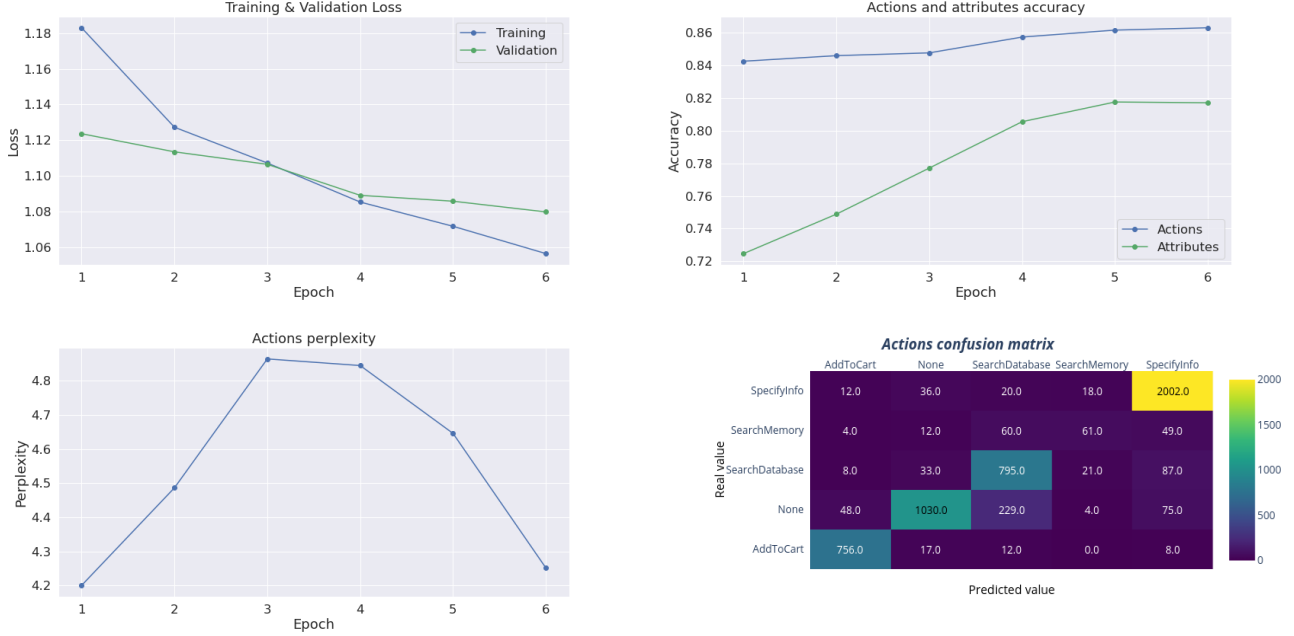 Training & Validation Loss
1.18
1.16
1.14
1.12
1.10
1.08
1.06
Loss
Training
Validation
1 2 3 4 5 6
Epoch
Actions and attributes accuracy
0.86
0.84
0.82
0.80
0.78
0.76
0.74
0.72
Accuracy
Actions
Attributes
1 2 3 4 5 6
Epoch
Actions perplexity
4.8
4.7
4.6
4.5
4.4
4.3
4.2
Perplexity
1 2 3 4 5 6
Epoch
Actions confusion matrix
AddToCart None SearchDatabase SearchMemory SpecifyInfo
SpecifyInfo 12.0 36.0 20.0 18.0 2002.0
SearchMemory 4.0 12.0 60.0 61.0 49.0
SearchDatabase 8.0 33.0 795.0 21.0 87.0
None 48.0 1030.0 229.0 4.0 75.0
AddToCart 756.0 17.0 12.0 0.0 8.0
Real value
Predicted value
2000
1500
1000
500
0